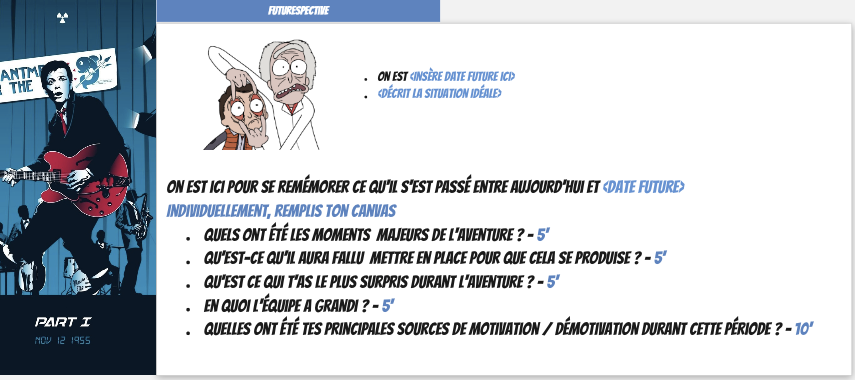 FUTURESPECTIVE
ANTME
THE
• ON EST <INSÈRE DATE FUTURE ICI>
• <DÉCRIT LA SITUATION IDÉALE>
ON EST ICI POUR SE REMÉMORER CE QU'IL S'EST PASSÉ ENTRE AUJOURD'HUI ET <DATE FUTURE>
INDIVIDUELLEMENT, REMPLIS TON CANVAS
• QUELS ONT ÉTÉ LES MOMENTS MAJEURS DE L'AVENTURE ? - 5'
• QU'EST-CE QU'IL AURA FALLU METTRE EN PLACE POUR QUE CELA SE PRODUISE ? - 5'
• QU'EST CE QUI T'AS LE PLUS SURPRIS DURANT L'AVENTURE ? - 5'
• EN QUOI L'ÉQUIPE A GRANDI ? - 5'
• QUELLES ONT ÉTÉ TES PRINCIPALES SOURCES DE MOTIVATION / DÉMOTIVATION DURANT CETTE PÉRIODE ? - 10'
PART I
NOV 12 1955